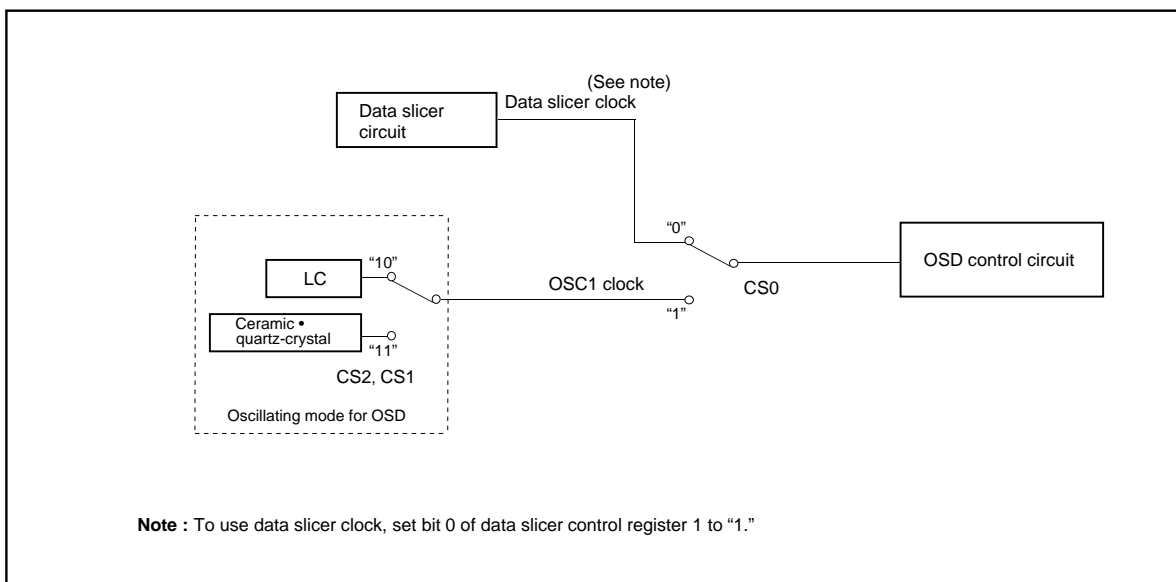 (See note)
Data slicer clock
Data slicer
circuit
“0”
OSD control circuit
“10”
LC
OSC1 clock
CS0
“1”
Ceramic •
quartz-crystal
“11”
CS2, CS1
Oscillating mode for OSD
Note : To use data slicer clock, set bit 0 of data slicer control register 1 to “1.”